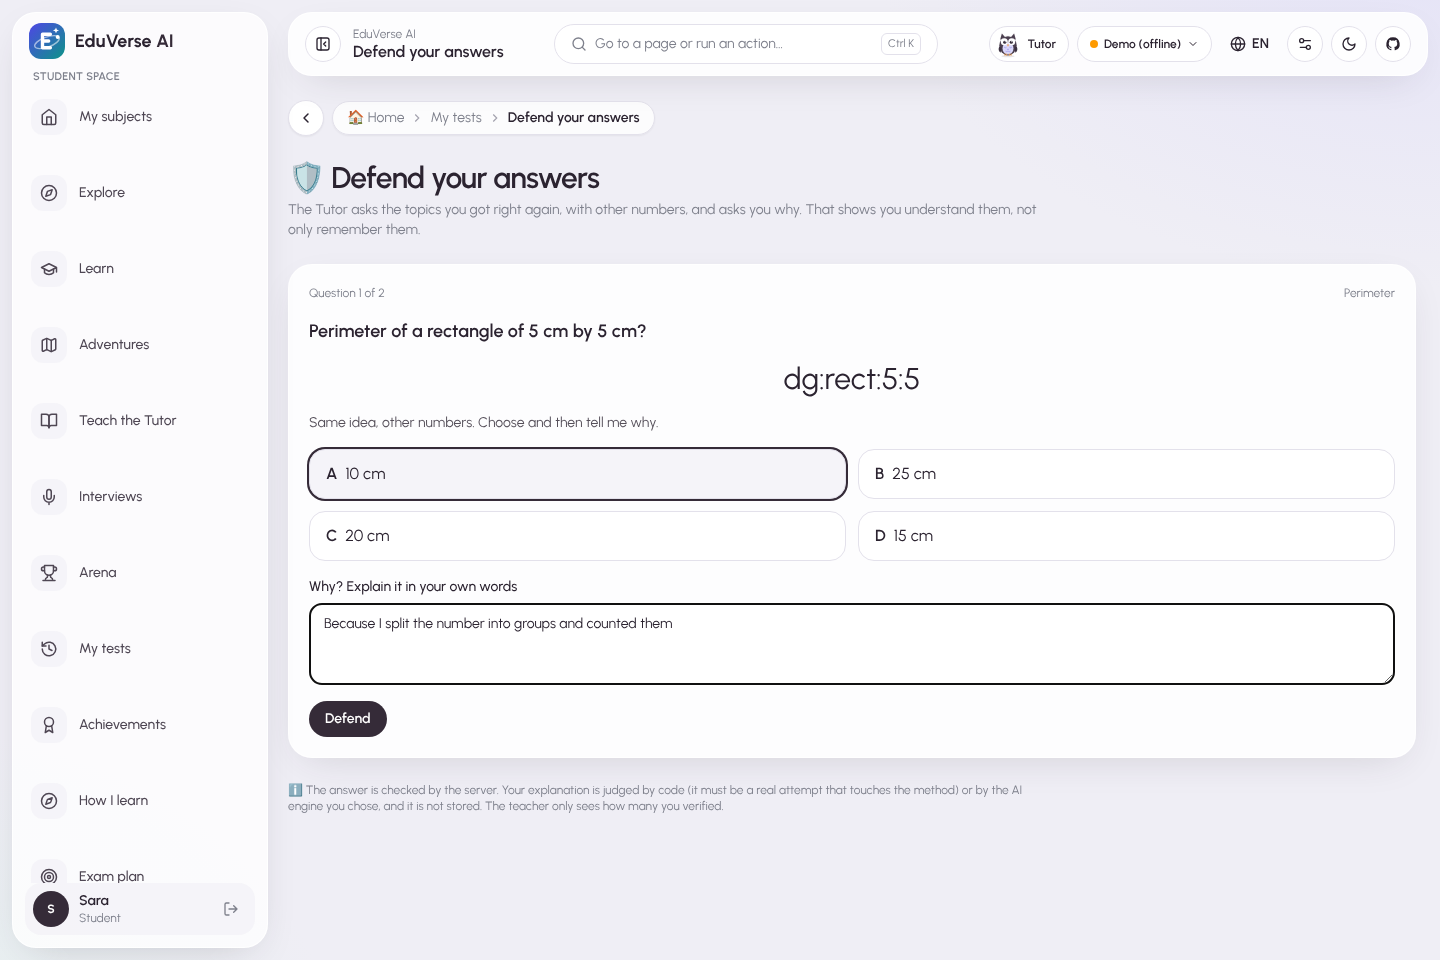 EduVerse AI
STUDENT SPACE
My subjects
Explore
Learn
Adventures
Teach the Tutor
Interviews
Arena
My tests
Achievements
How I learn
Exam plan
S
Sara
Student
EduVerse AI
Defend your answers
Go to a page or run an action...
Ctrl K
Tutor
Demo (offline)
EN
Home
My tests
Defend your answers
Defend your answers
The Tutor asks the topics you got right again, with other numbers, and asks you why. That shows you understand them, not
only remember them.
Question 1 of 2
Perimeter
Perimeter of a rectangle of 5 cm by 5 cm?
dg:rect:5:5
Same idea, other numbers. Choose and then tell me why.
A 10 cm
B 25 cm
C 20 cm
D 15 cm
Why? Explain it in your own words
Because I split the number into groups and counted them
Defend
The answer is checked by the server. Your explanation is judged by code (it must be a real attempt that touches the method) or by the AI
engine you chose, and it is not stored. The teacher only sees how many you verified.